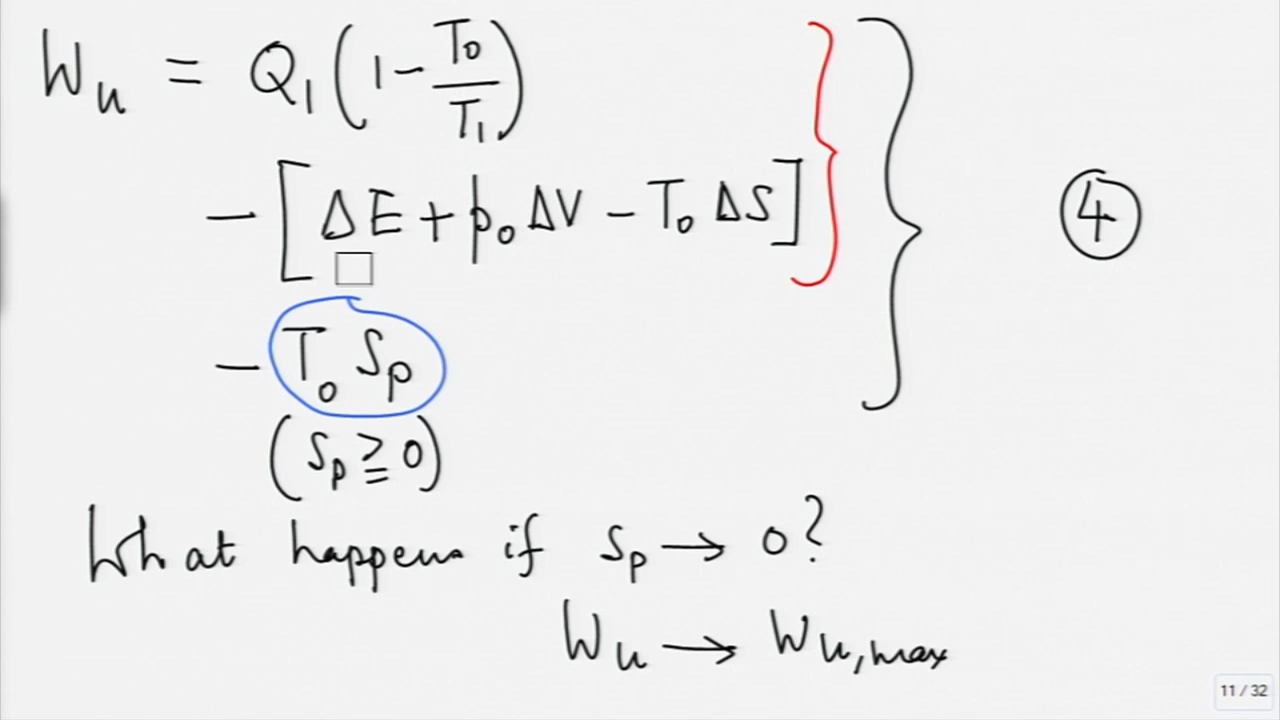 W_u = Q_1 (1 - T_0/T_1)
- [ΔE + p_0 ΔV - T_0 ΔS]
④
- T_0 S_p
(S_p ≧ 0)
What happens if S_p → 0?
W_u → W_u,max
11 / 32